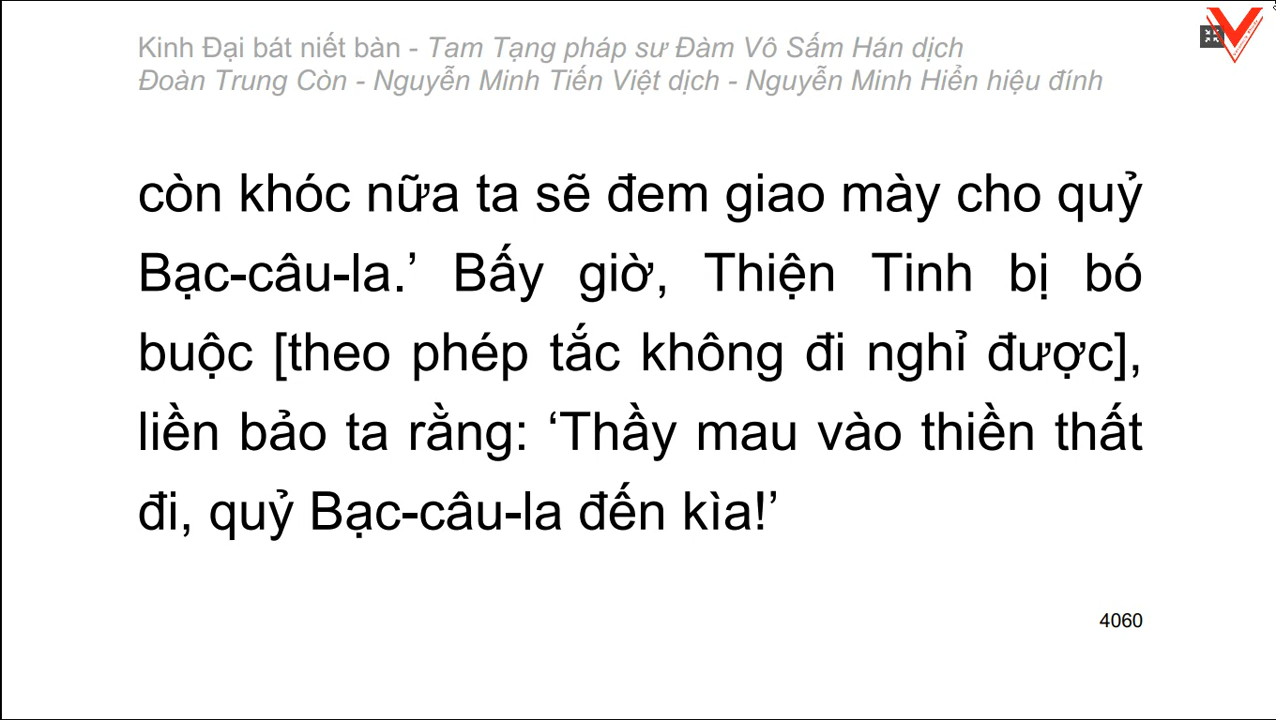 Kinh Đại bát niết bàn - Tam Tạng pháp sư Đàm Vô Sấm Hán dịch
Đoàn Trung Còn - Nguyễn Minh Tiến Việt dịch - Nguyễn Minh Hiển hiệu đính
còn khóc nữa ta sẽ đem giao mày cho quỷ
Bạc-câu-la.’ Bấy giờ, Thiện Tinh bị bó
buộc [theo phép tắc không đi nghỉ được],
liền bảo ta rằng: ‘Thầy mau vào thiền thất
đi, quỷ Bạc-câu-la đến kìa!’
4060